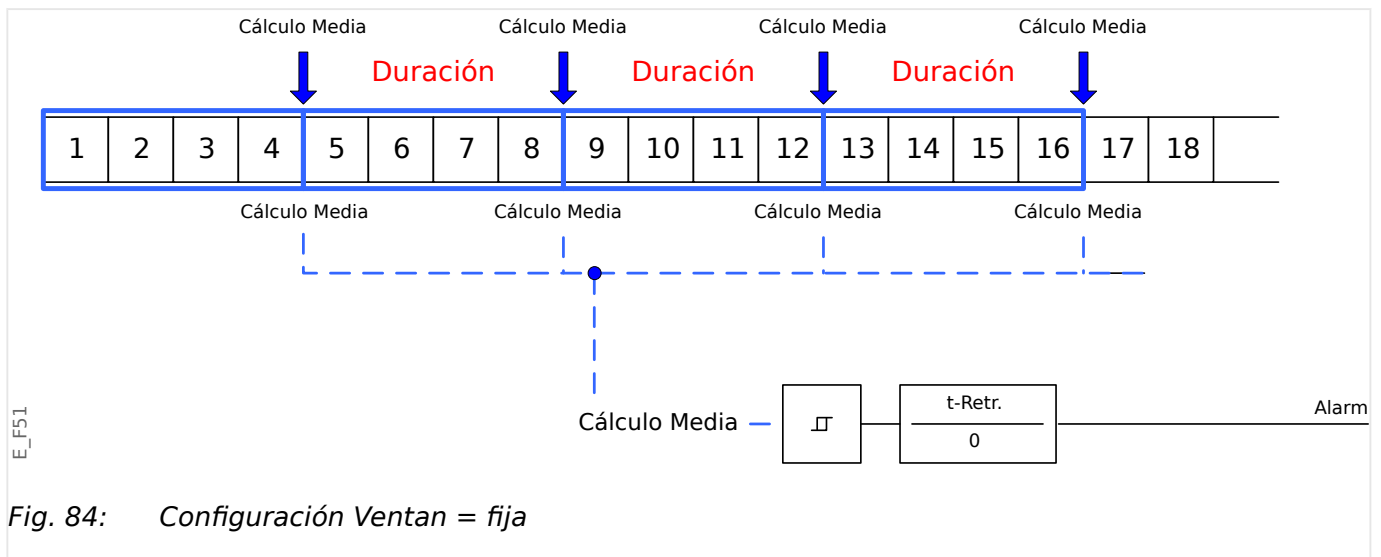 Cálculo Media Cálculo Media Cálculo Media Cálculo Media
Duración Duración Duración
1 2 3 4 5 6 7 8 9 10 11 12 13 14 15 16 17 18
Cálculo Media Cálculo Media Cálculo Media Cálculo Media
Cálculo Media
t-Retr.
0
Alarm
E_F51
Fig. 84: Configuración Ventan = fija